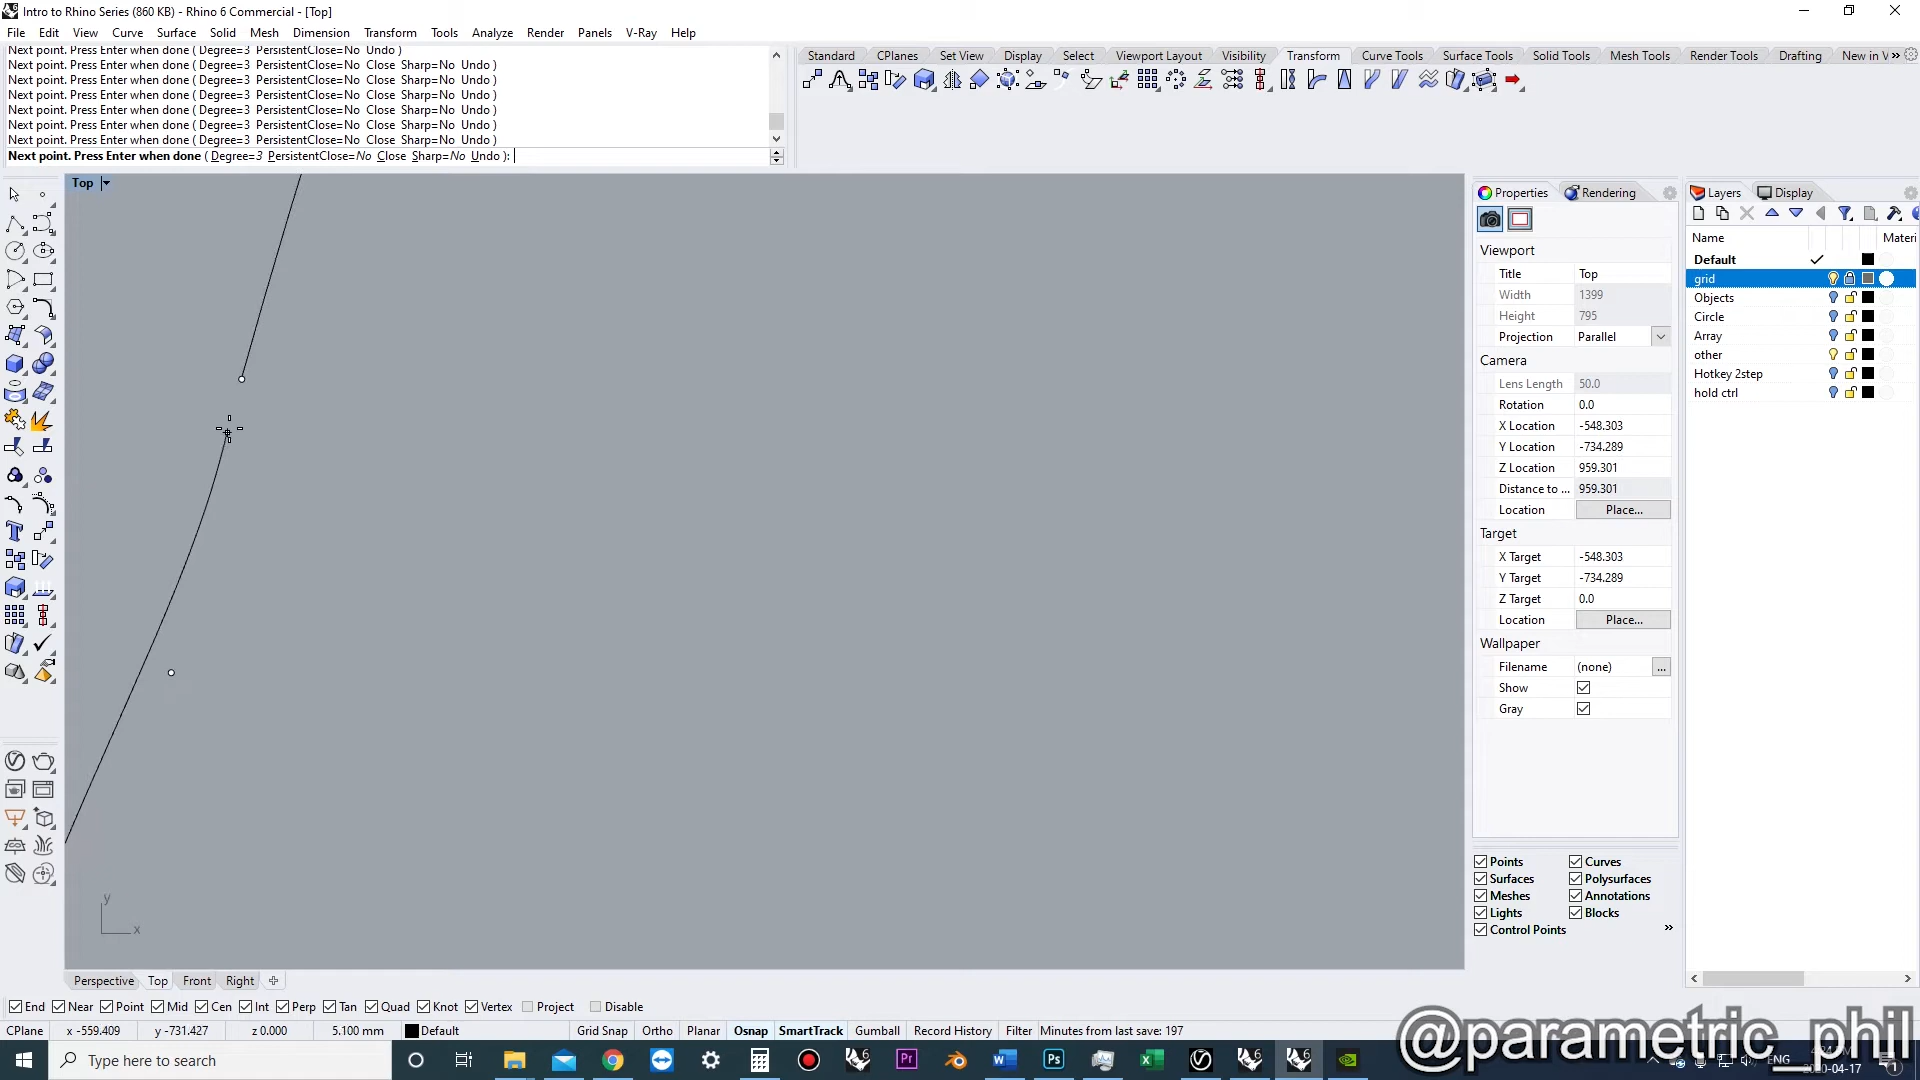 Intro to Rhino Series (860 KB) - Rhino 6 Commercial - [Top]
File Edit View Curve Surface Solid Mesh Dimension Transform Tools Analyze Render Panels V-Ray Help
Next point. Press Enter when done ( Degree=3 PersistentClose=No Undo )
Next point. Press Enter when done ( Degree=3 PersistentClose=No Close Sharp=No Undo )
Next point. Press Enter when done ( Degree=3 PersistentClose=No Close Sharp=No Undo )
Next point. Press Enter when done ( Degree=3 PersistentClose=No Close Sharp=No Undo )
Next point. Press Enter when done ( Degree=3 PersistentClose=No Close Sharp=No Undo )
Next point. Press Enter when done ( Degree=3 PersistentClose=No Close Sharp=No Undo )
Next point. Press Enter when done ( Degree=3 PersistentClose=No Close Sharp=No Undo )
Next point. Press Enter when done ( Degree=3 PersistentClose=No Close Sharp=No Undo ):
Standard CPlanes Set View Display Select Viewport Layout Visibility Transform Curve Tools Surface Tools Solid Tools Mesh Tools Render Tools Drafting New in V
Top
Properties Rendering
Viewport
Title Top
Width 1399
Height 795
Projection Parallel
Camera
Lens Length 50.0
Rotation 0.0
X Location -548.303
Y Location -734.289
Z Location 959.301
Distance to ... 959.301
Location Place...
Target
X Target -548.303
Y Target -734.289
Z Target 0.0
Location Place...
Wallpaper
Filename (none) ...
Show
Gray
Points Curves
Surfaces Polysurfaces
Meshes Annotations
Lights Blocks
Control Points
Layers Display
Name Materi
Default
grid
Objects
Circle
Array
other
Hotkey 2step
hold ctrl
y
x
Perspective Top Front Right
End Near Point Mid Cen Int Perp Tan Quad Knot Vertex Project Disable
CPlane x -559.409 y -731.427 z 0.000 5.100 mm Default Grid Snap Ortho Planar Osnap SmartTrack Gumball Record History Filter Minutes from last save: 197
@parametric_phil
Type here to search
ENG
2020-04-17